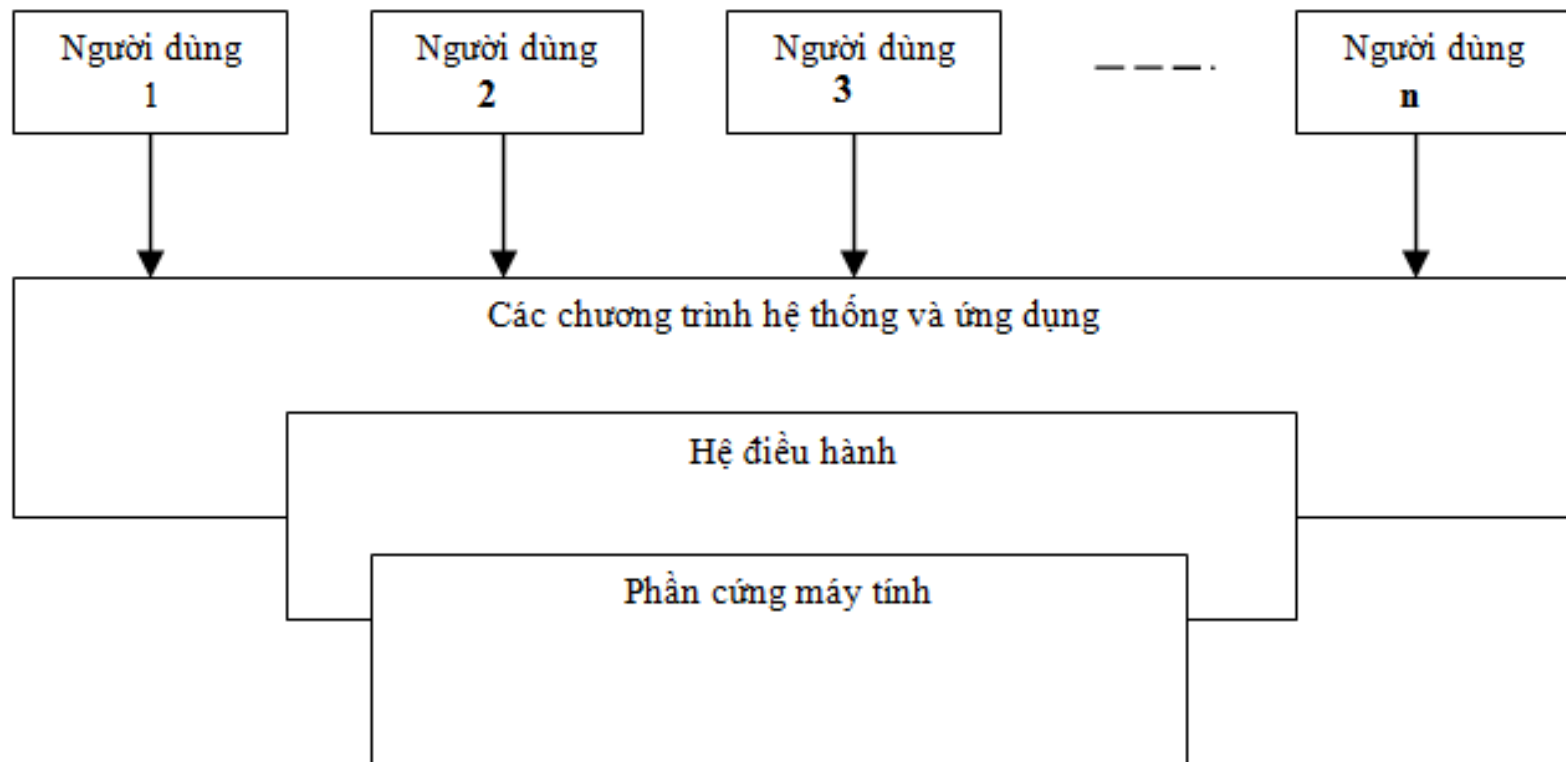 Người dùng
1
Người dùng
2
Người dùng
3
Người dùng
n
Các chương trình hệ thống và ứng dụng
Hệ điều hành
Phần cứng máy tính